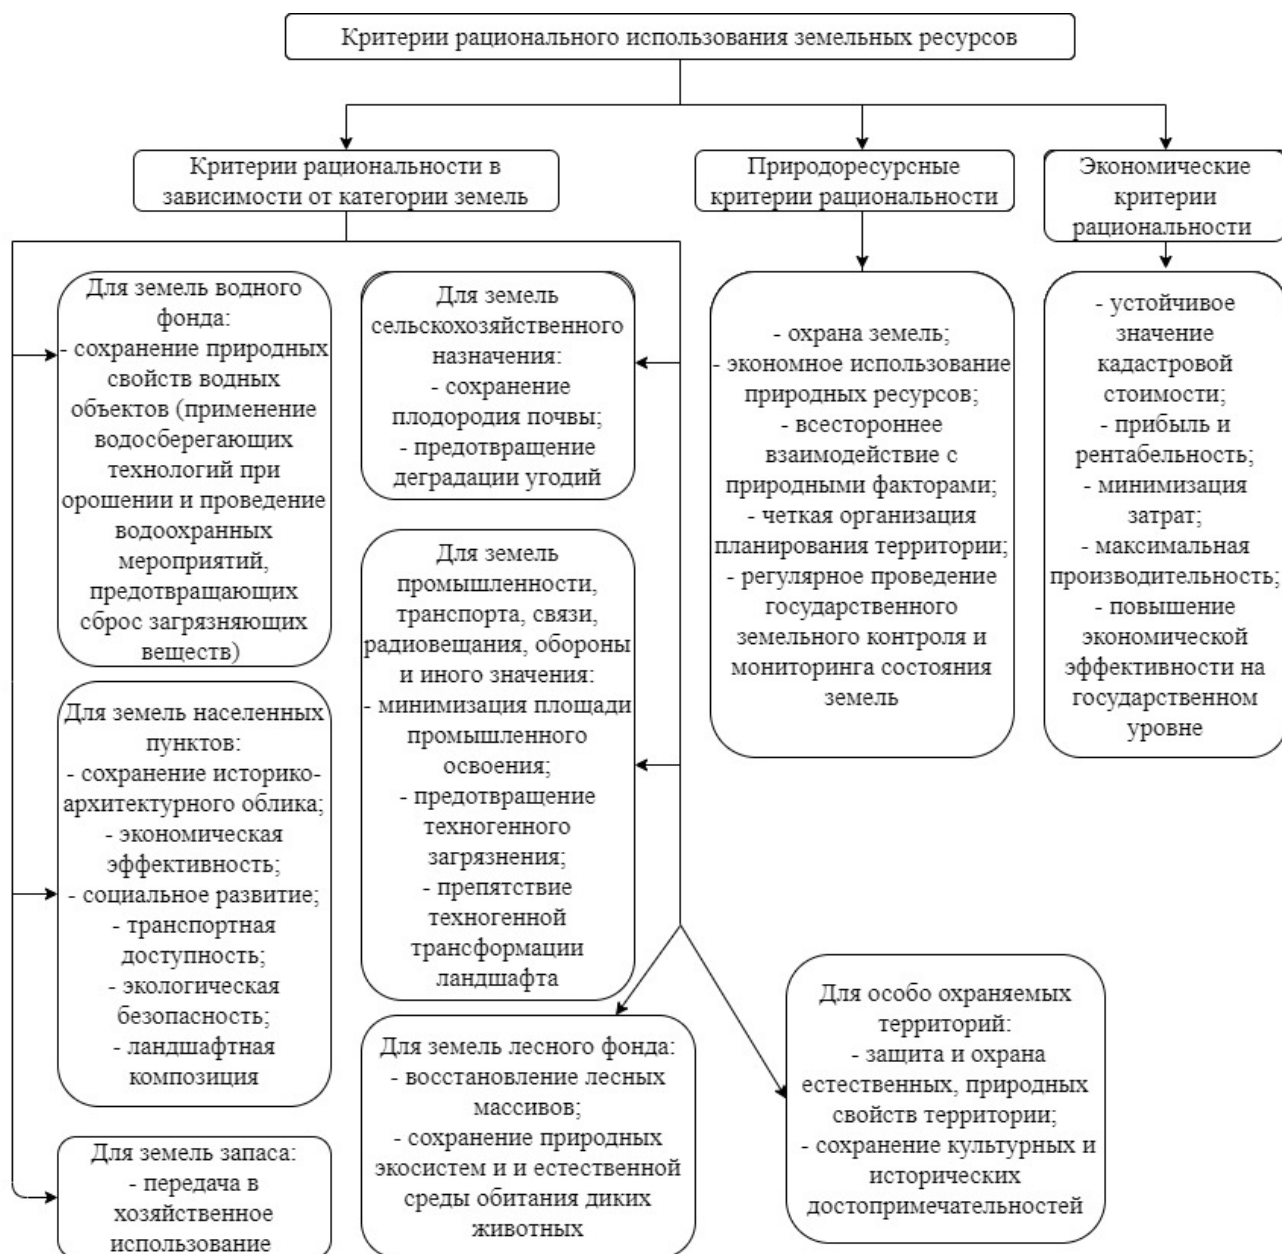 Критерии рационального использования земельных ресурсов
Критерии рациональности в
зависимости от категории земель
Природоресурсные
критерии рациональности
Экономические
критерии
рациональности
Для земель водного
фонда:
- сохранение природных
свойств водных
объектов (применение
водосберегающих
технологий при
орошении и проведение
водоохранных
мероприятий,
предотвращающих
сброс загрязняющих
веществ)
Для земель населенных
пунктов:
- сохранение историко-
архитектурного облика;
- экономическая
эффективность;
- социальное развитие;
- транспортная
доступность;
- экологическая
безопасность;
- ландшафтная
композиция
Для земель запаса:
- передача в
хозяйственное
использование
Для земель
сельскохозяйственного
назначения:
- сохранение
плодородия почвы;
- предотвращение
деградации угодий
Для земель
промышленности,
транспорта, связи,
радиовещания, обороны
и иного значения:
- минимизация площади
промышленного
освоения;
- предотвращение
техногенного
загрязнения;
- препятствие
техногенной
трансформации
ландшафта
Для земель лесного фонда:
- восстановление лесных
массивов;
- сохранение природных
экосистем и и естественной
среды обитания диких
животных
Для особо охраняемых
территорий:
- защита и охрана
естественных, природных
свойств территории;
- сохранение культурных и
исторических
достопримечательностей
- охрана земель;
- экономное использование
природных ресурсов;
- всестороннее
взаимодействие с
природными факторами;
- четкая организация
планирования территории;
- регулярное проведение
государственного
земельного контроля и
мониторинга состояния
земель
- устойчивое
значение
кадастровой
стоимости;
- прибыль и
рентабельность;
- минимизация
затрат;
- максимальная
производительность;
- повышение
экономической
эффективности на
государственном
уровне